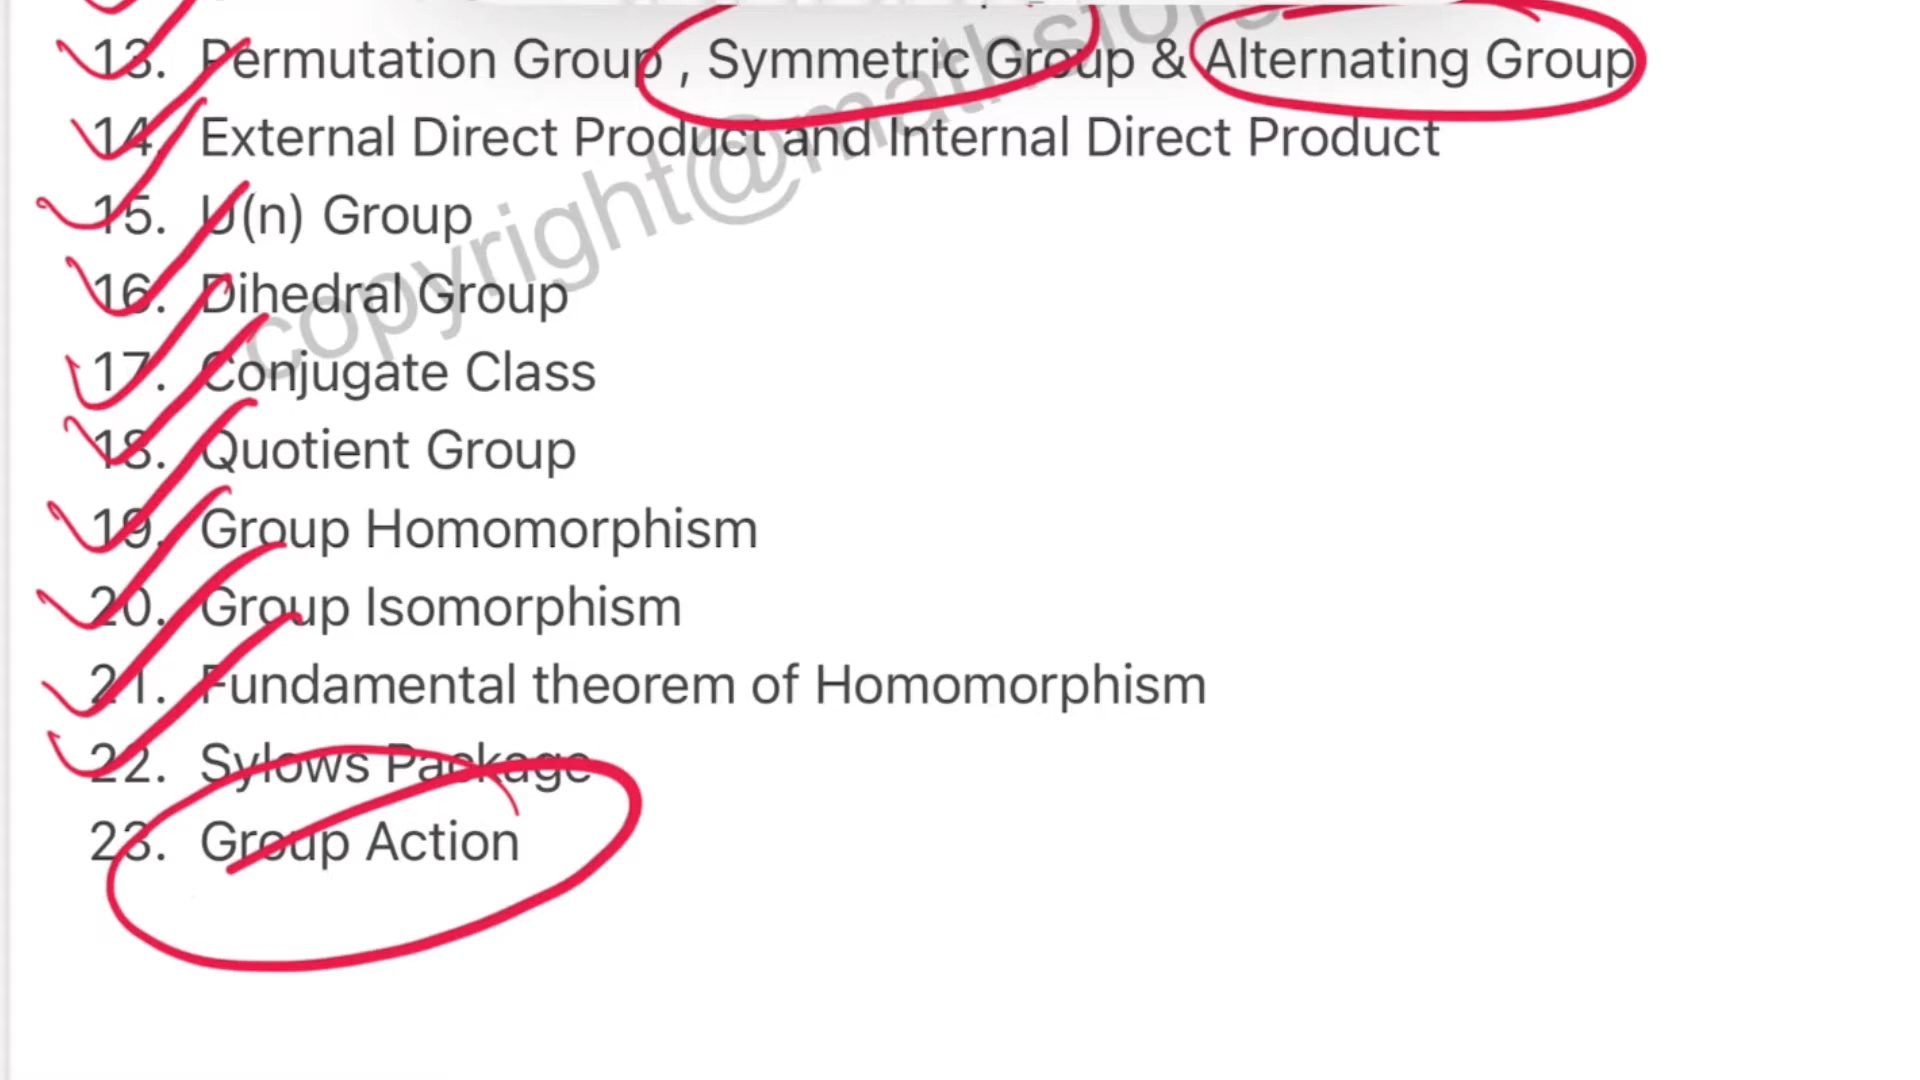 13. Permutation Group , Symmetric Group & Alternating Group
14. External Direct Product and Internal Direct Product
15. U(n) Group
16. Dihedral Group
17. Conjugate Class
18. Quotient Group
19. Group Homomorphism
20. Group Isomorphism
21. Fundamental theorem of Homomorphism
22. Sylows Package
23. Group Action